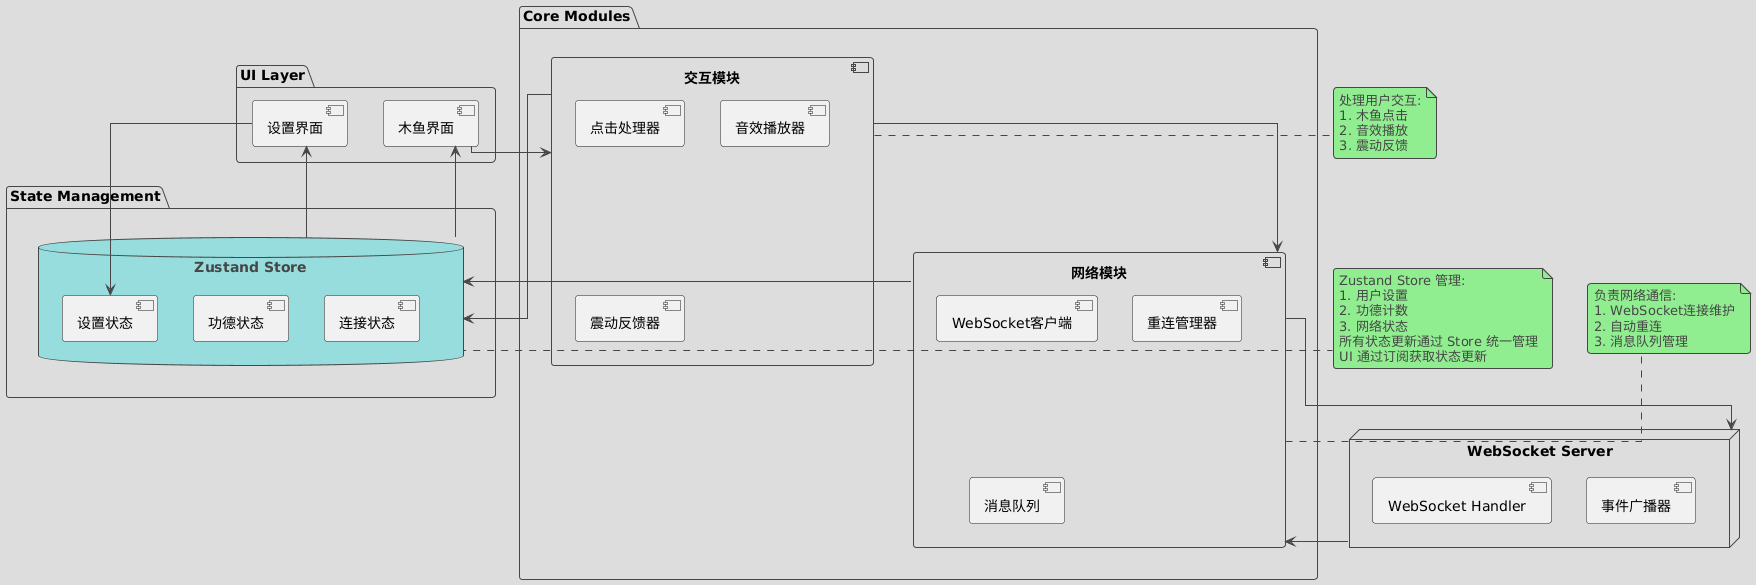 Core Modules
UI Layer
设置界面
木鱼界面
交互模块
点击处理器
音效播放器
震动反馈器
处理用户交互:
1. 木鱼点击
2. 音效播放
3. 震动反馈
State Management
Zustand Store
设置状态
功德状态
连接状态
网络模块
WebSocket客户端
重连管理器
消息队列
Zustand Store 管理:
1. 用户设置
2. 功德计数
3. 网络状态
所有状态更新通过 Store 统一管理
UI 通过订阅获取状态更新
负责网络通信:
1. WebSocket连接维护
2. 自动重连
3. 消息队列管理
WebSocket Server
WebSocket Handler
事件广播器